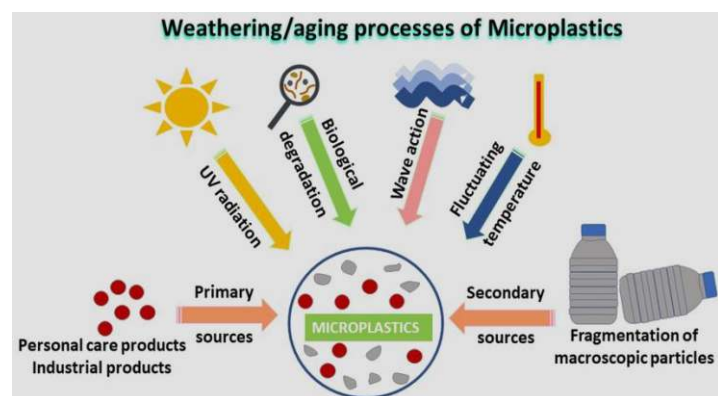 Weathering/aging processes of Microplastics
UV radiation
Biological
degradation
Wave action
Fluctuating
temperature
Primary
sources
Personal care products
Industrial products
MICROPLASTICS
Secondary
sources
Fragmentation of
macroscopic particles